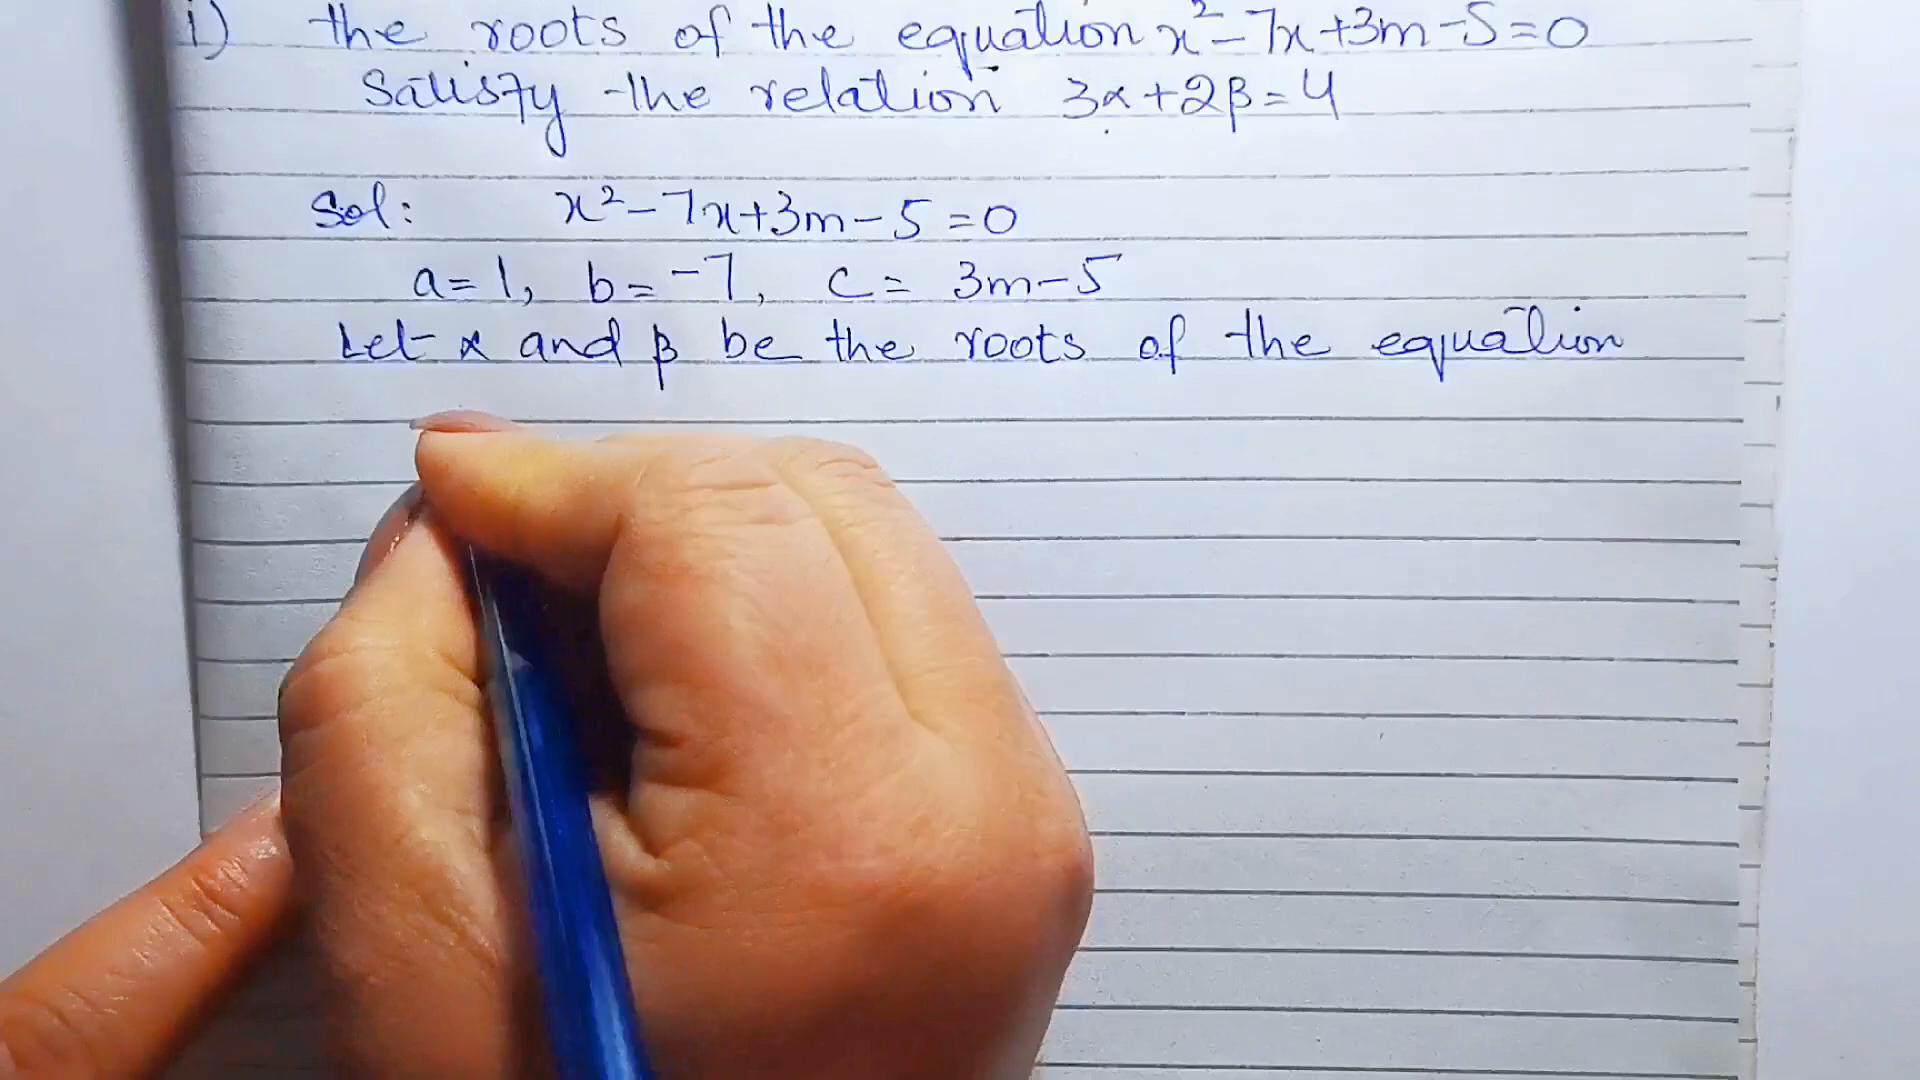 i) the roots of the equation x² - 7x + 3m - 5 = 0
Satisfy the relation 3α + 2β = 4
Sol: x² - 7x + 3m - 5 = 0
a = 1, b = -7, c = 3m - 5
Let α and β be the roots of the equation